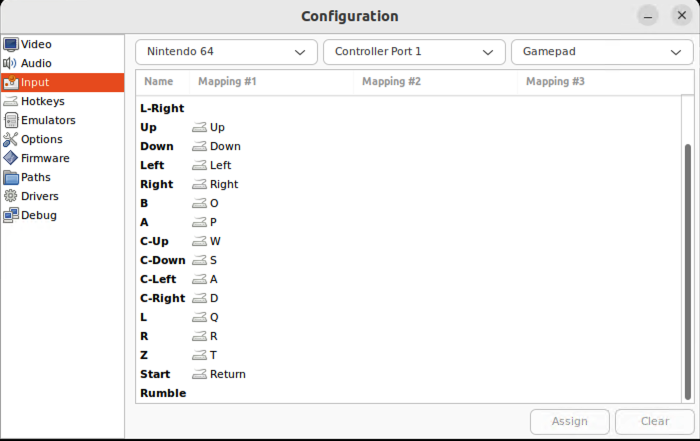 Configuration
Video
Audio
Input
Hotkeys
Emulators
Options
Firmware
Paths
Drivers
Debug
Nintendo 64 Controller Port 1 Gamepad
Name Mapping #1 Mapping #2 Mapping #3
L-Right
Up Up
Down Down
Left Left
Right Right
B O
A P
C-Up W
C-Down S
C-Left A
C-Right D
L Q
R R
Z T
Start Return
Rumble
Assign Clear